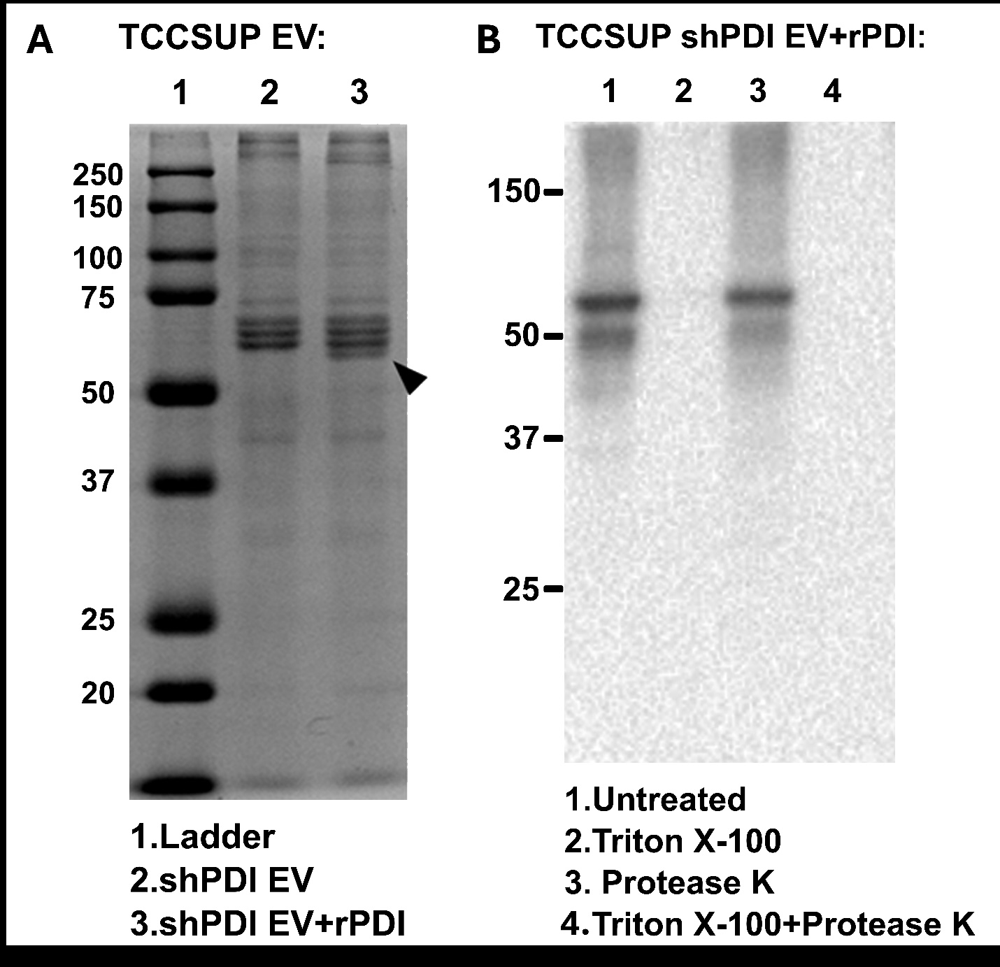 A TCCSUP EV:
1 2 3
250
150
100
75
50
37
25
20
1.Ladder
2.shPDI EV
3.shPDI EV+rPDI
B TCCSUP shPDI EV+rPDI:
1 2 3 4
150
50
37
25
1.Untreated
2.Triton X-100
3. Protease K
4.Triton X-100+Protease K